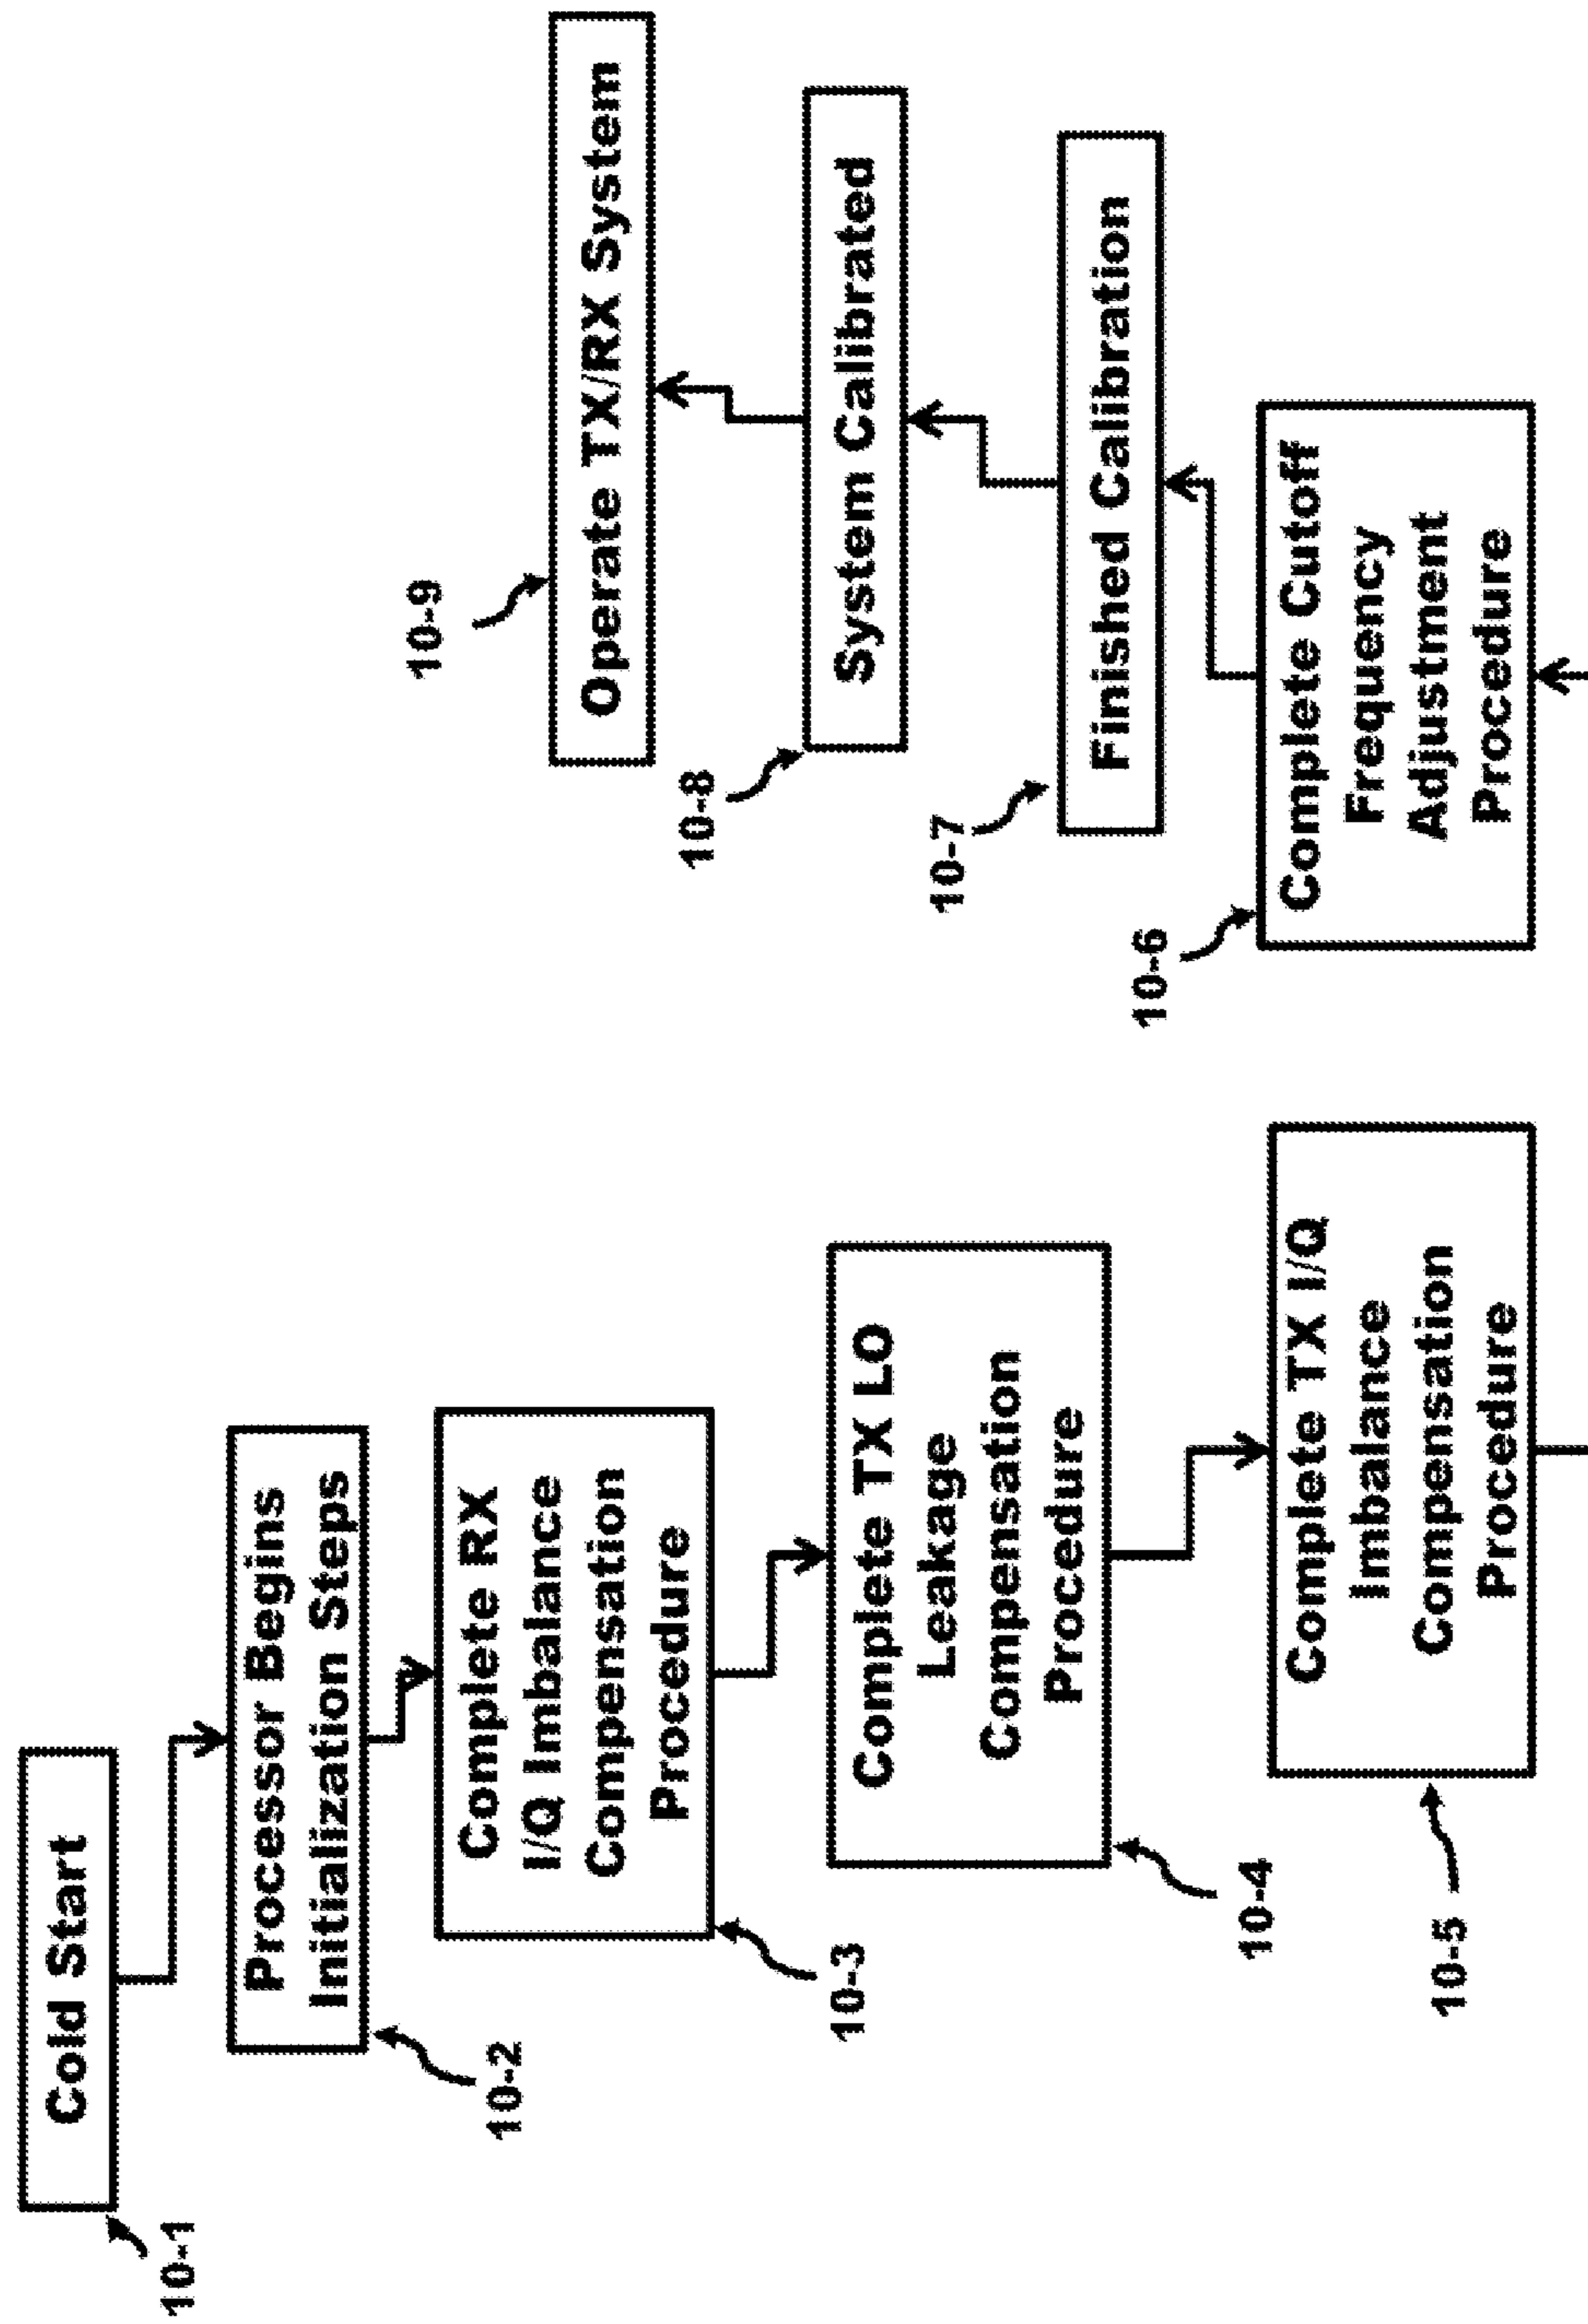 10-1
Cold Start
10-2
Processor Begins
Initialization Steps
10-3
Complete RX
I/Q Imbalance
Compensation
Procedure
10-4
Complete TX LO
Leakage
Compensation
Procedure
10-5
Complete TX I/Q
Imbalance
Compensation
Procedure
10-6
Complete Cutoff
Frequency
Adjustment
Procedure
10-7
Finished Calibration
10-8
System Calibrated
10-9
Operate TX/RX System